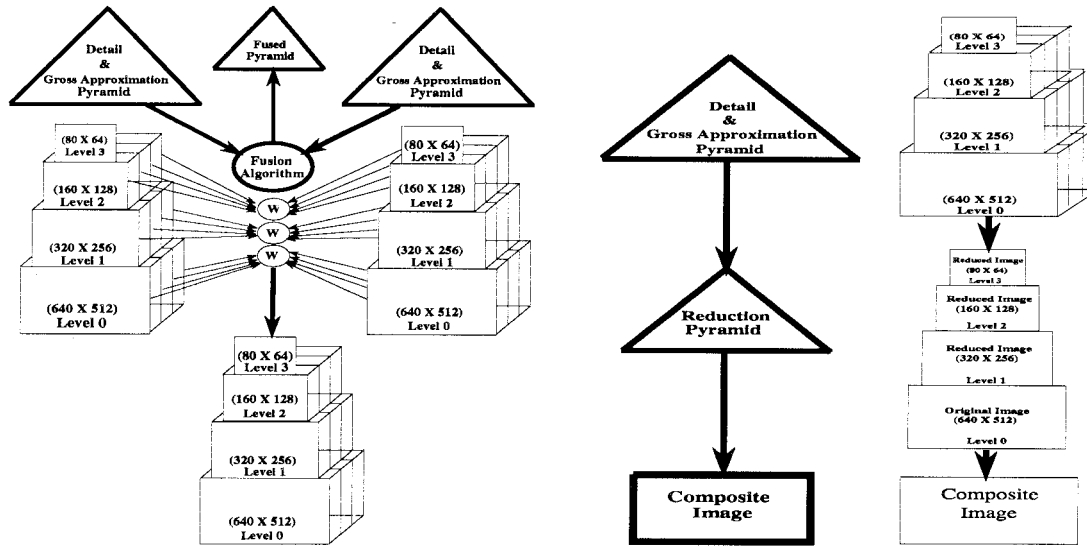 Detail
&
Gross Approximation
Pyramid
Fused
Pyramid
Detail
&
Gross Approximation
Pyramid
Fusion
Algorithm
(80 X 64)
Level 3
(160 X 128)
Level 2
(320 X 256)
Level 1
(640 X 512)
Level 0
W
W
W
(80 X 64)
Level 3
(160 X 128)
Level 2
(320 X 256)
Level 1
(640 X 512)
Level 0
(80 X 64)
Level 3
(160 X 128)
Level 2
(320 X 256)
Level 1
(640 X 512)
Level 0
Detail
&
Gross Approximation
Pyramid
Reduction
Pyramid
Composite
Image
(80 X 64)
Level 3
(160 X 128)
Level 2
(320 X 256)
Level 1
(640 X 512)
Level 0
Reduced Image
(80 X 64)
Level 3
Reduced Image
(160 X 128)
Level 2
Reduced Image
(320 X 256)
Level 1
Original Image
(640 X 512)
Level 0
Composite
Image